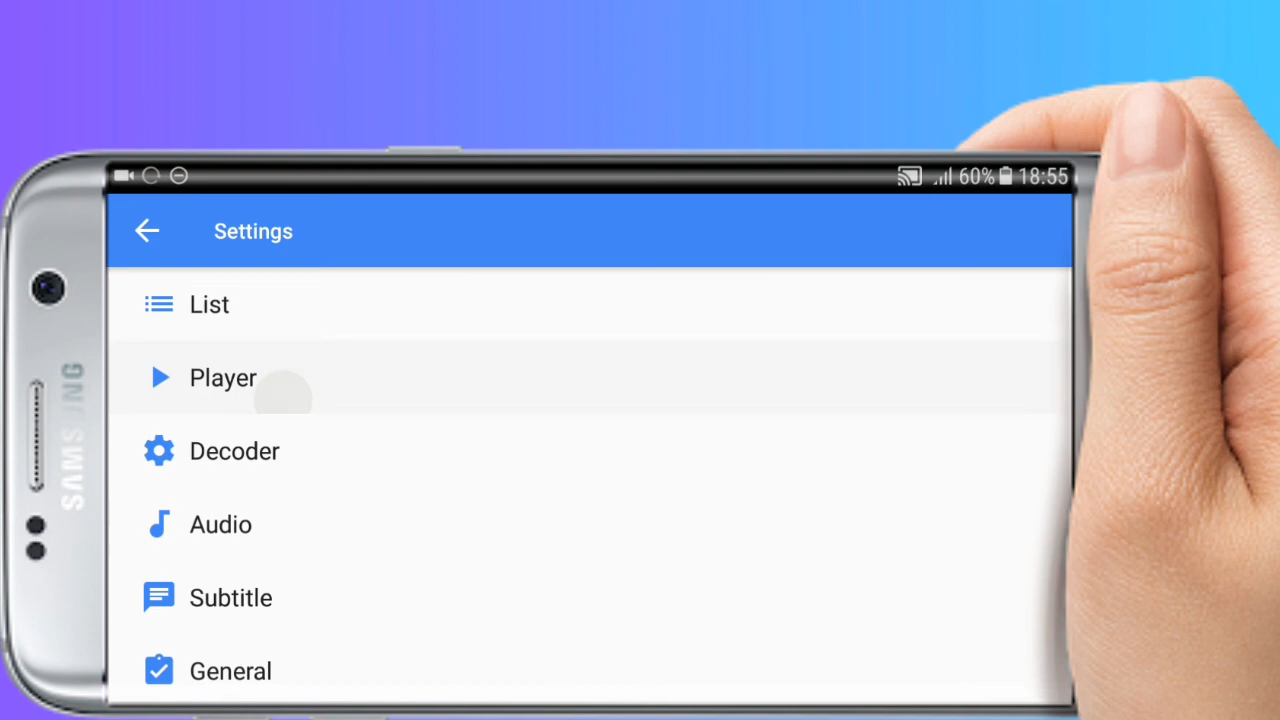 60% 18:55
Settings
List
Player
Decoder
Audio
Subtitle
General
SAMSUNG